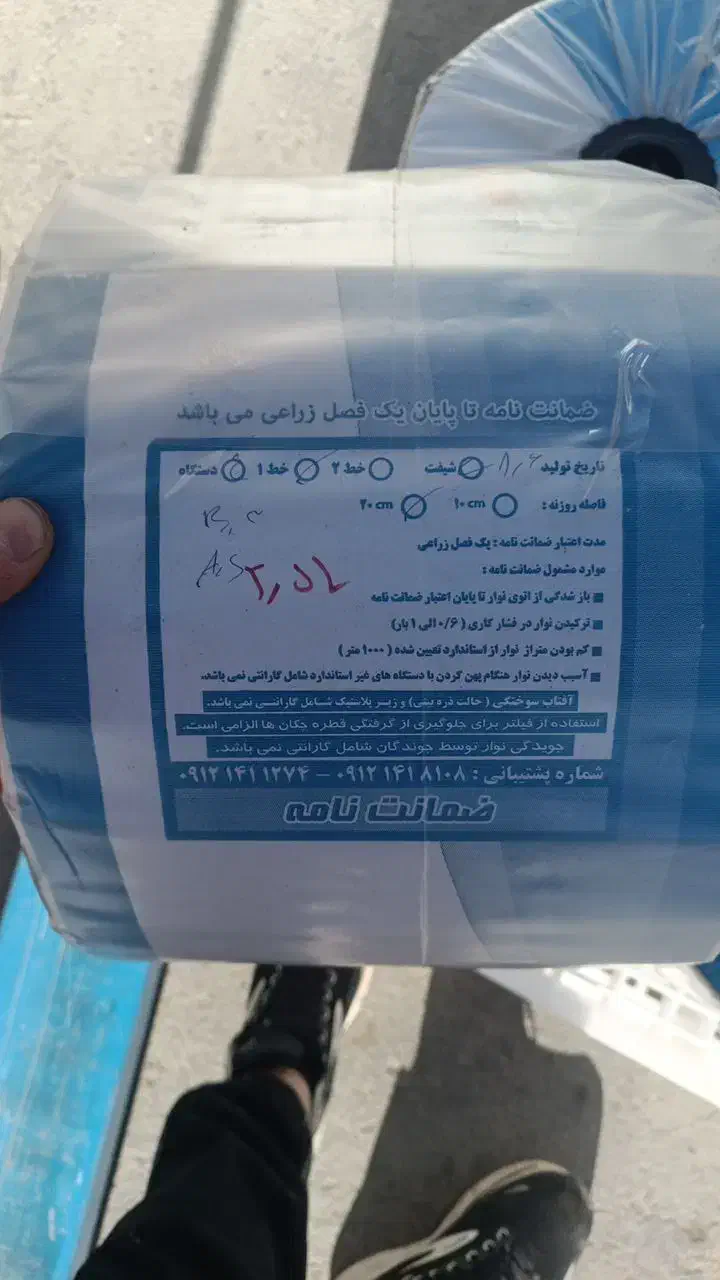 ضمانت نامه تا پایان یک فصل زراعی می باشد
تاریخ تولید ۸,۶ شیفت خط ۲ خط ۱ دستگاه
فاصله روزنه : ۱۰ cm ۲۰ cm
مدت اعتبار ضمانت نامه : یک فصل زراعی
موارد مشمول ضمانت نامه :
باز شدگی از اتوی نوار تا پایان اعتبار ضمانت نامه
ترکیدن نوار در فشار کاری ( ۰/۶ الی ۱ بار)
کم بودن متراژ نوار از استاندارد تعیین شده ( ۱۰۰۰ متر )
آسیب دیدن نوار هنگام پهن کردن با دستگاه های غیر استاندارد شامل گارانتی نمی باشد.
آفتاب سوختگی ( حالت ذره بینی ) و زیر پلاستیک شامل گارانتی نمی باشد.
استفاده از فیلتر برای جلوگیری از گرفتگی قطره چکان ها الزامی است.
جویدگی نوار توسط جوندگان شامل گارانتی نمی باشد.
شماره پشتیبانی : ۰۹۱۲ ۱۴۱ ۸۱۰۸ – ۰۹۱۲ ۱۴۱ ۱۲۷۴
ضمانت نامه